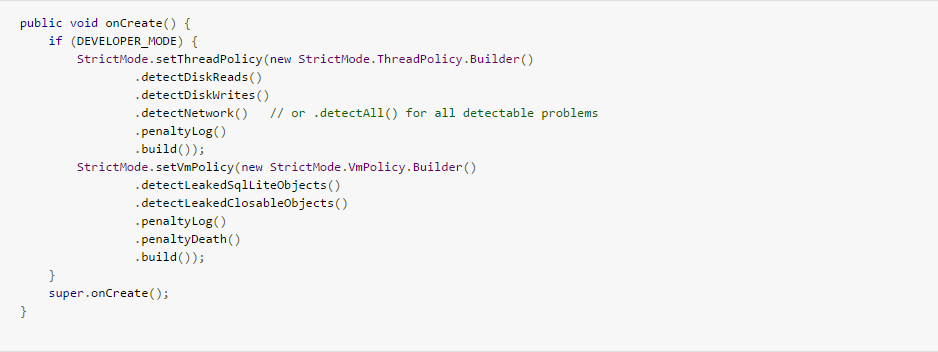 public void onCreate() {
    if (DEVELOPER_MODE) {
        StrictMode.setThreadPolicy(new StrictMode.ThreadPolicy.Builder()
                .detectDiskReads()
                .detectDiskWrites()
                .detectNetwork()   // or .detectAll() for all detectable problems
                .penaltyLog()
                .build());
        StrictMode.setVmPolicy(new StrictMode.VmPolicy.Builder()
                .detectLeakedSqlLiteObjects()
                .detectLeakedClosableObjects()
                .penaltyLog()
                .penaltyDeath()
                .build());
    }
    super.onCreate();
}